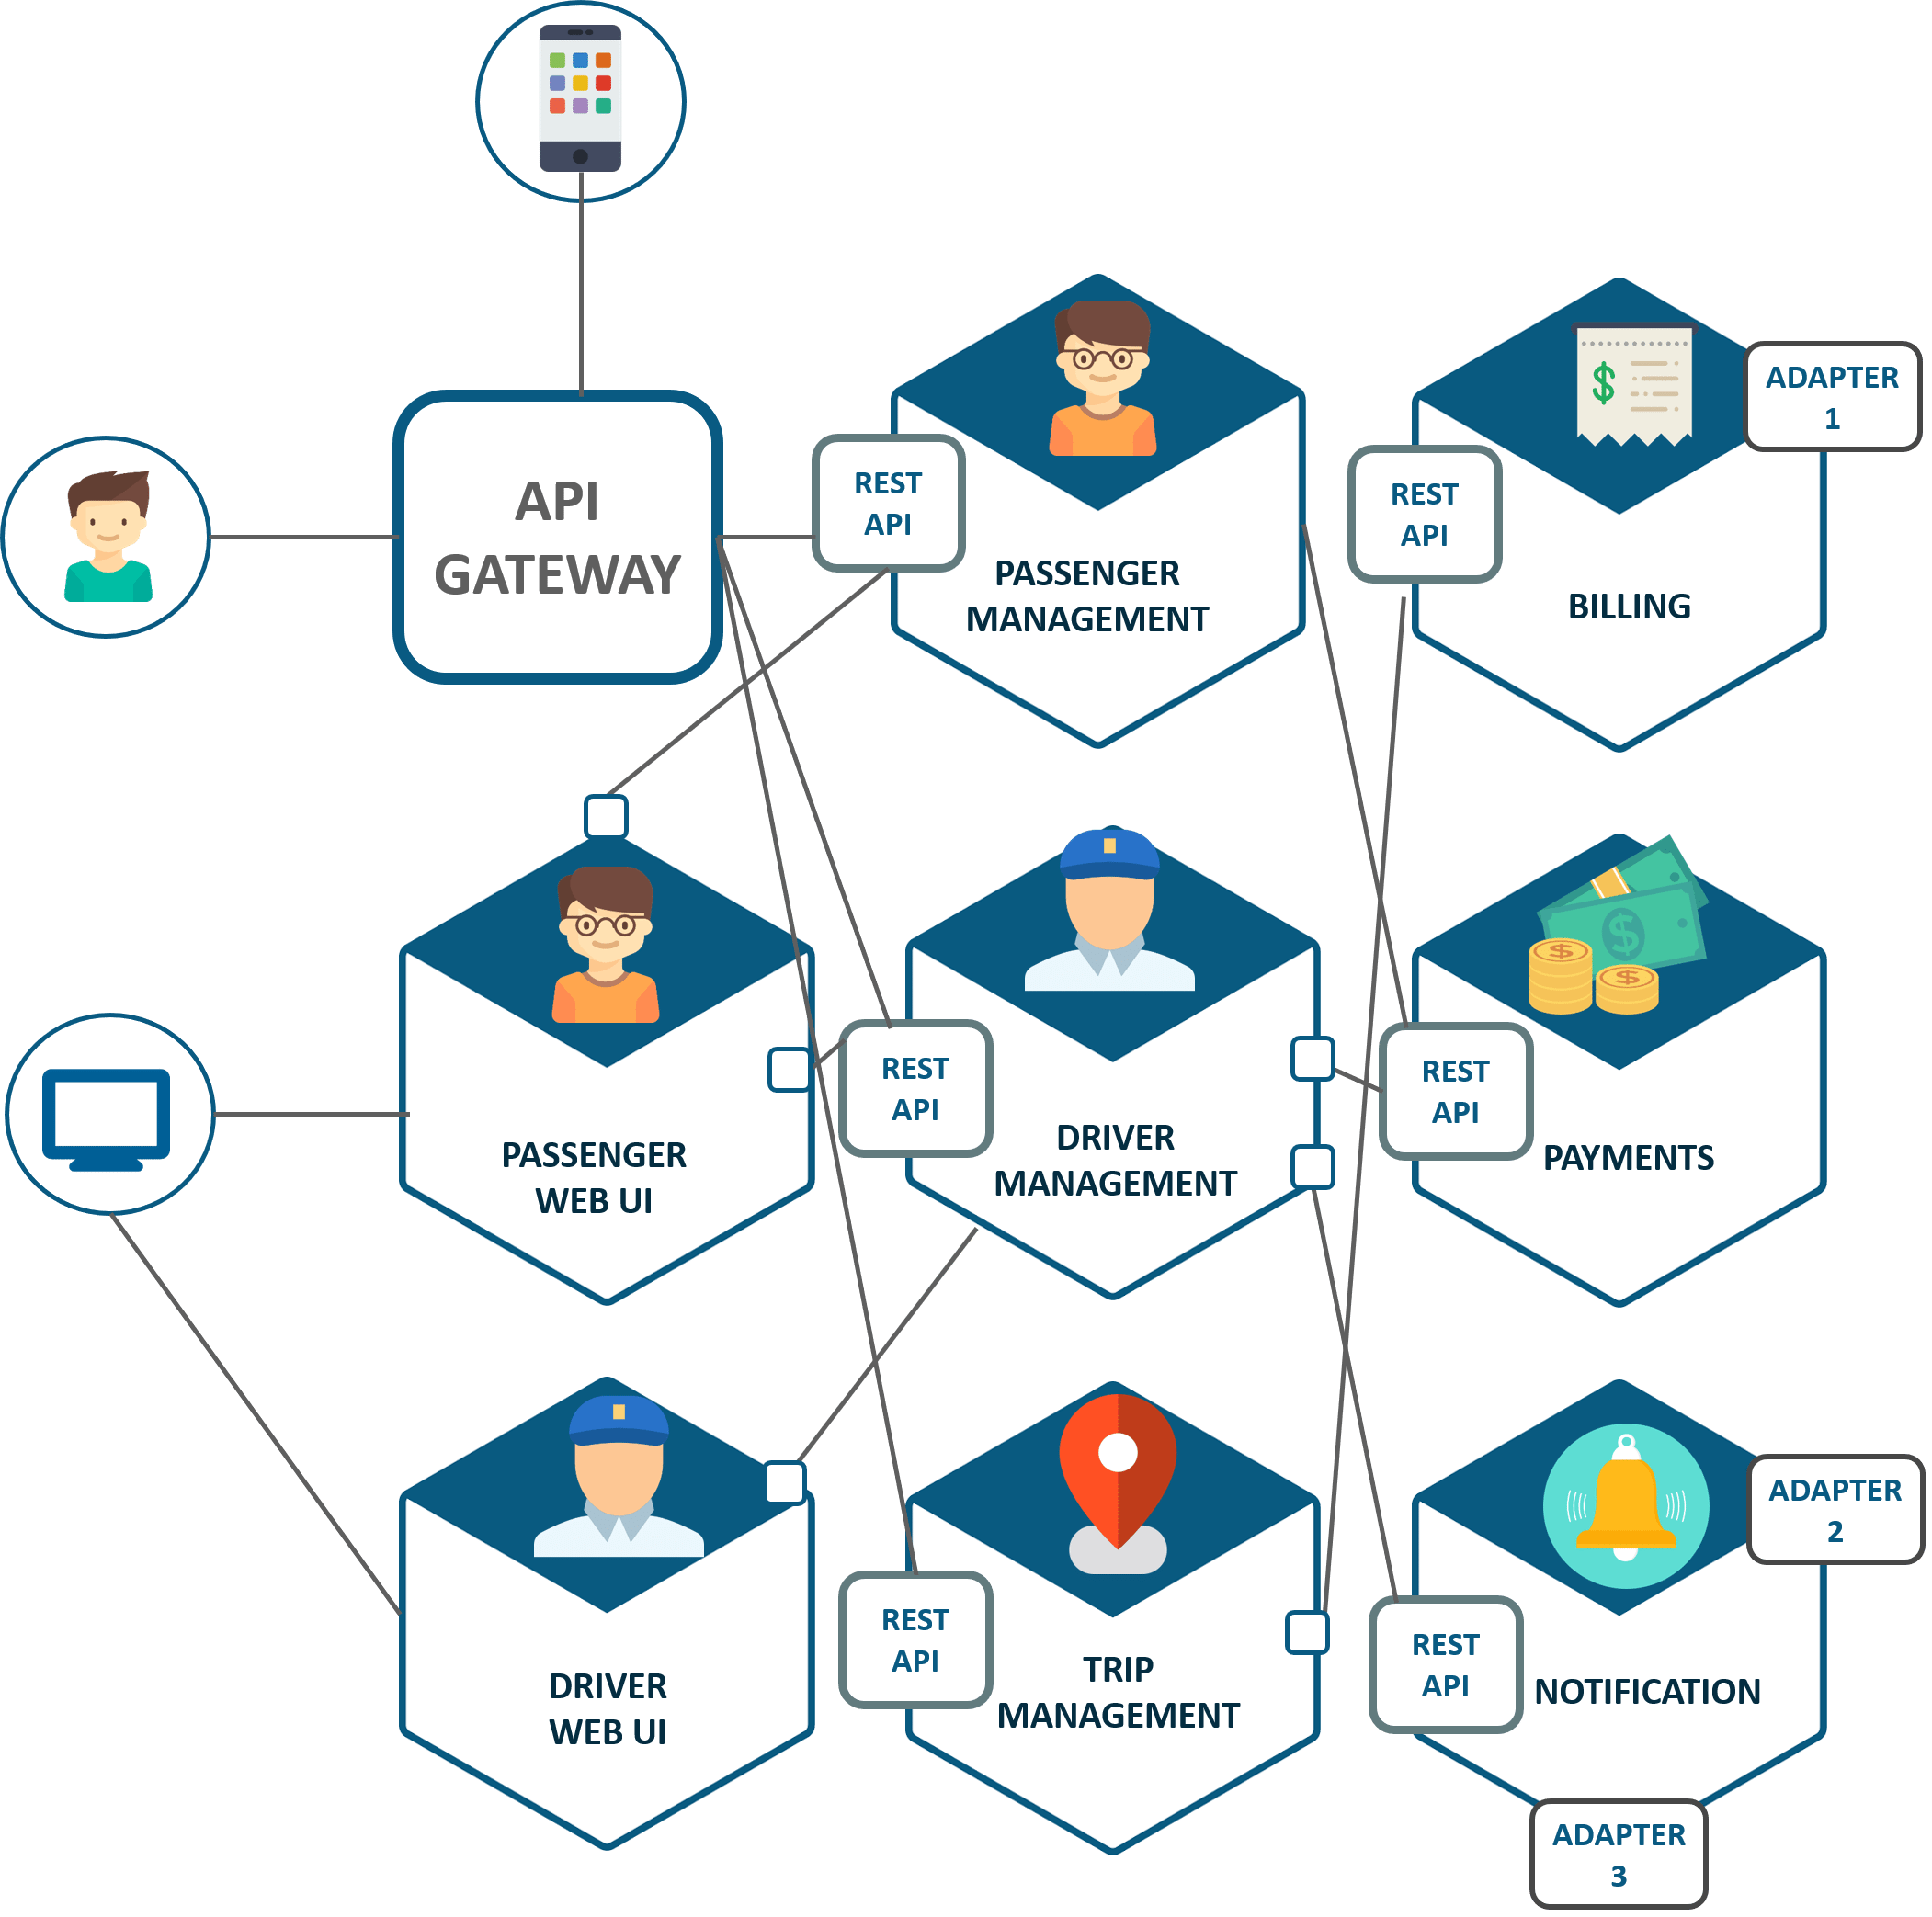 API
GATEWAY
REST
API
PASSENGER
MANAGEMENT
REST
API
BILLING
ADAPTER
1
PASSENGER
WEB UI
REST
API
DRIVER
MANAGEMENT
REST
API
PAYMENTS
DRIVER
WEB UI
REST
API
TRIP
MANAGEMENT
REST
API
NOTIFICATION
ADAPTER
2
ADAPTER
3